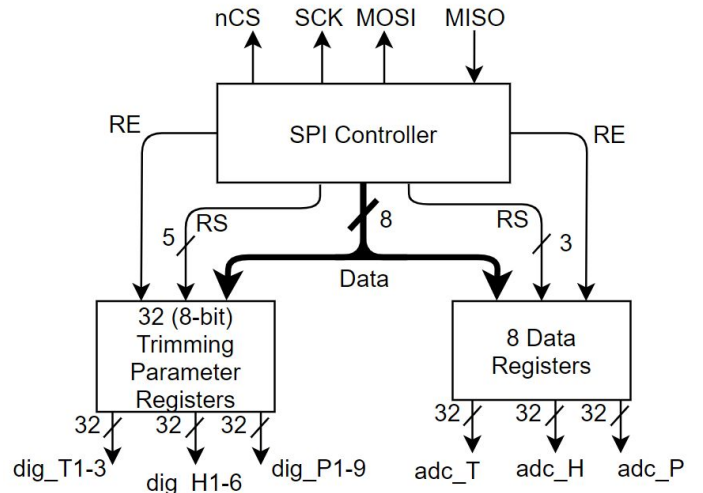 nCS SCK MOSI MISO
SPI Controller
RE RE
RS 8 RS
5 3
Data
32 (8-bit)
Trimming
Parameter
Registers
8 Data
Registers
32 32 32 32 32 32
dig_T1-3 dig_H1-6 dig_P1-9 adc_T adc_H adc_P